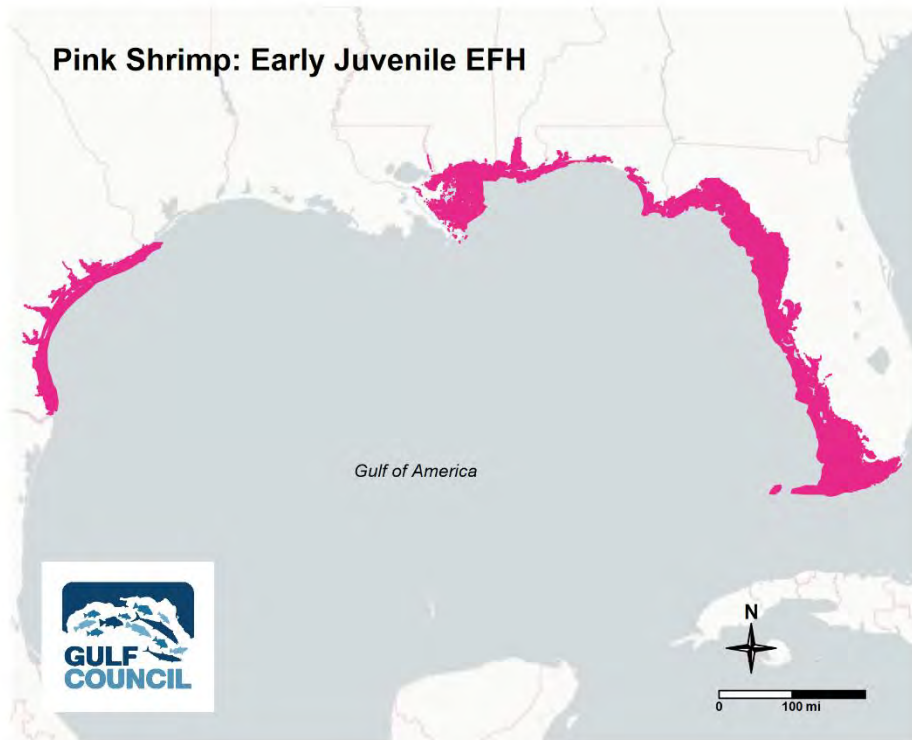 Pink Shrimp: Early Juvenile EFH
Gulf of America
GULF
COUNCIL
N
0 100 mi